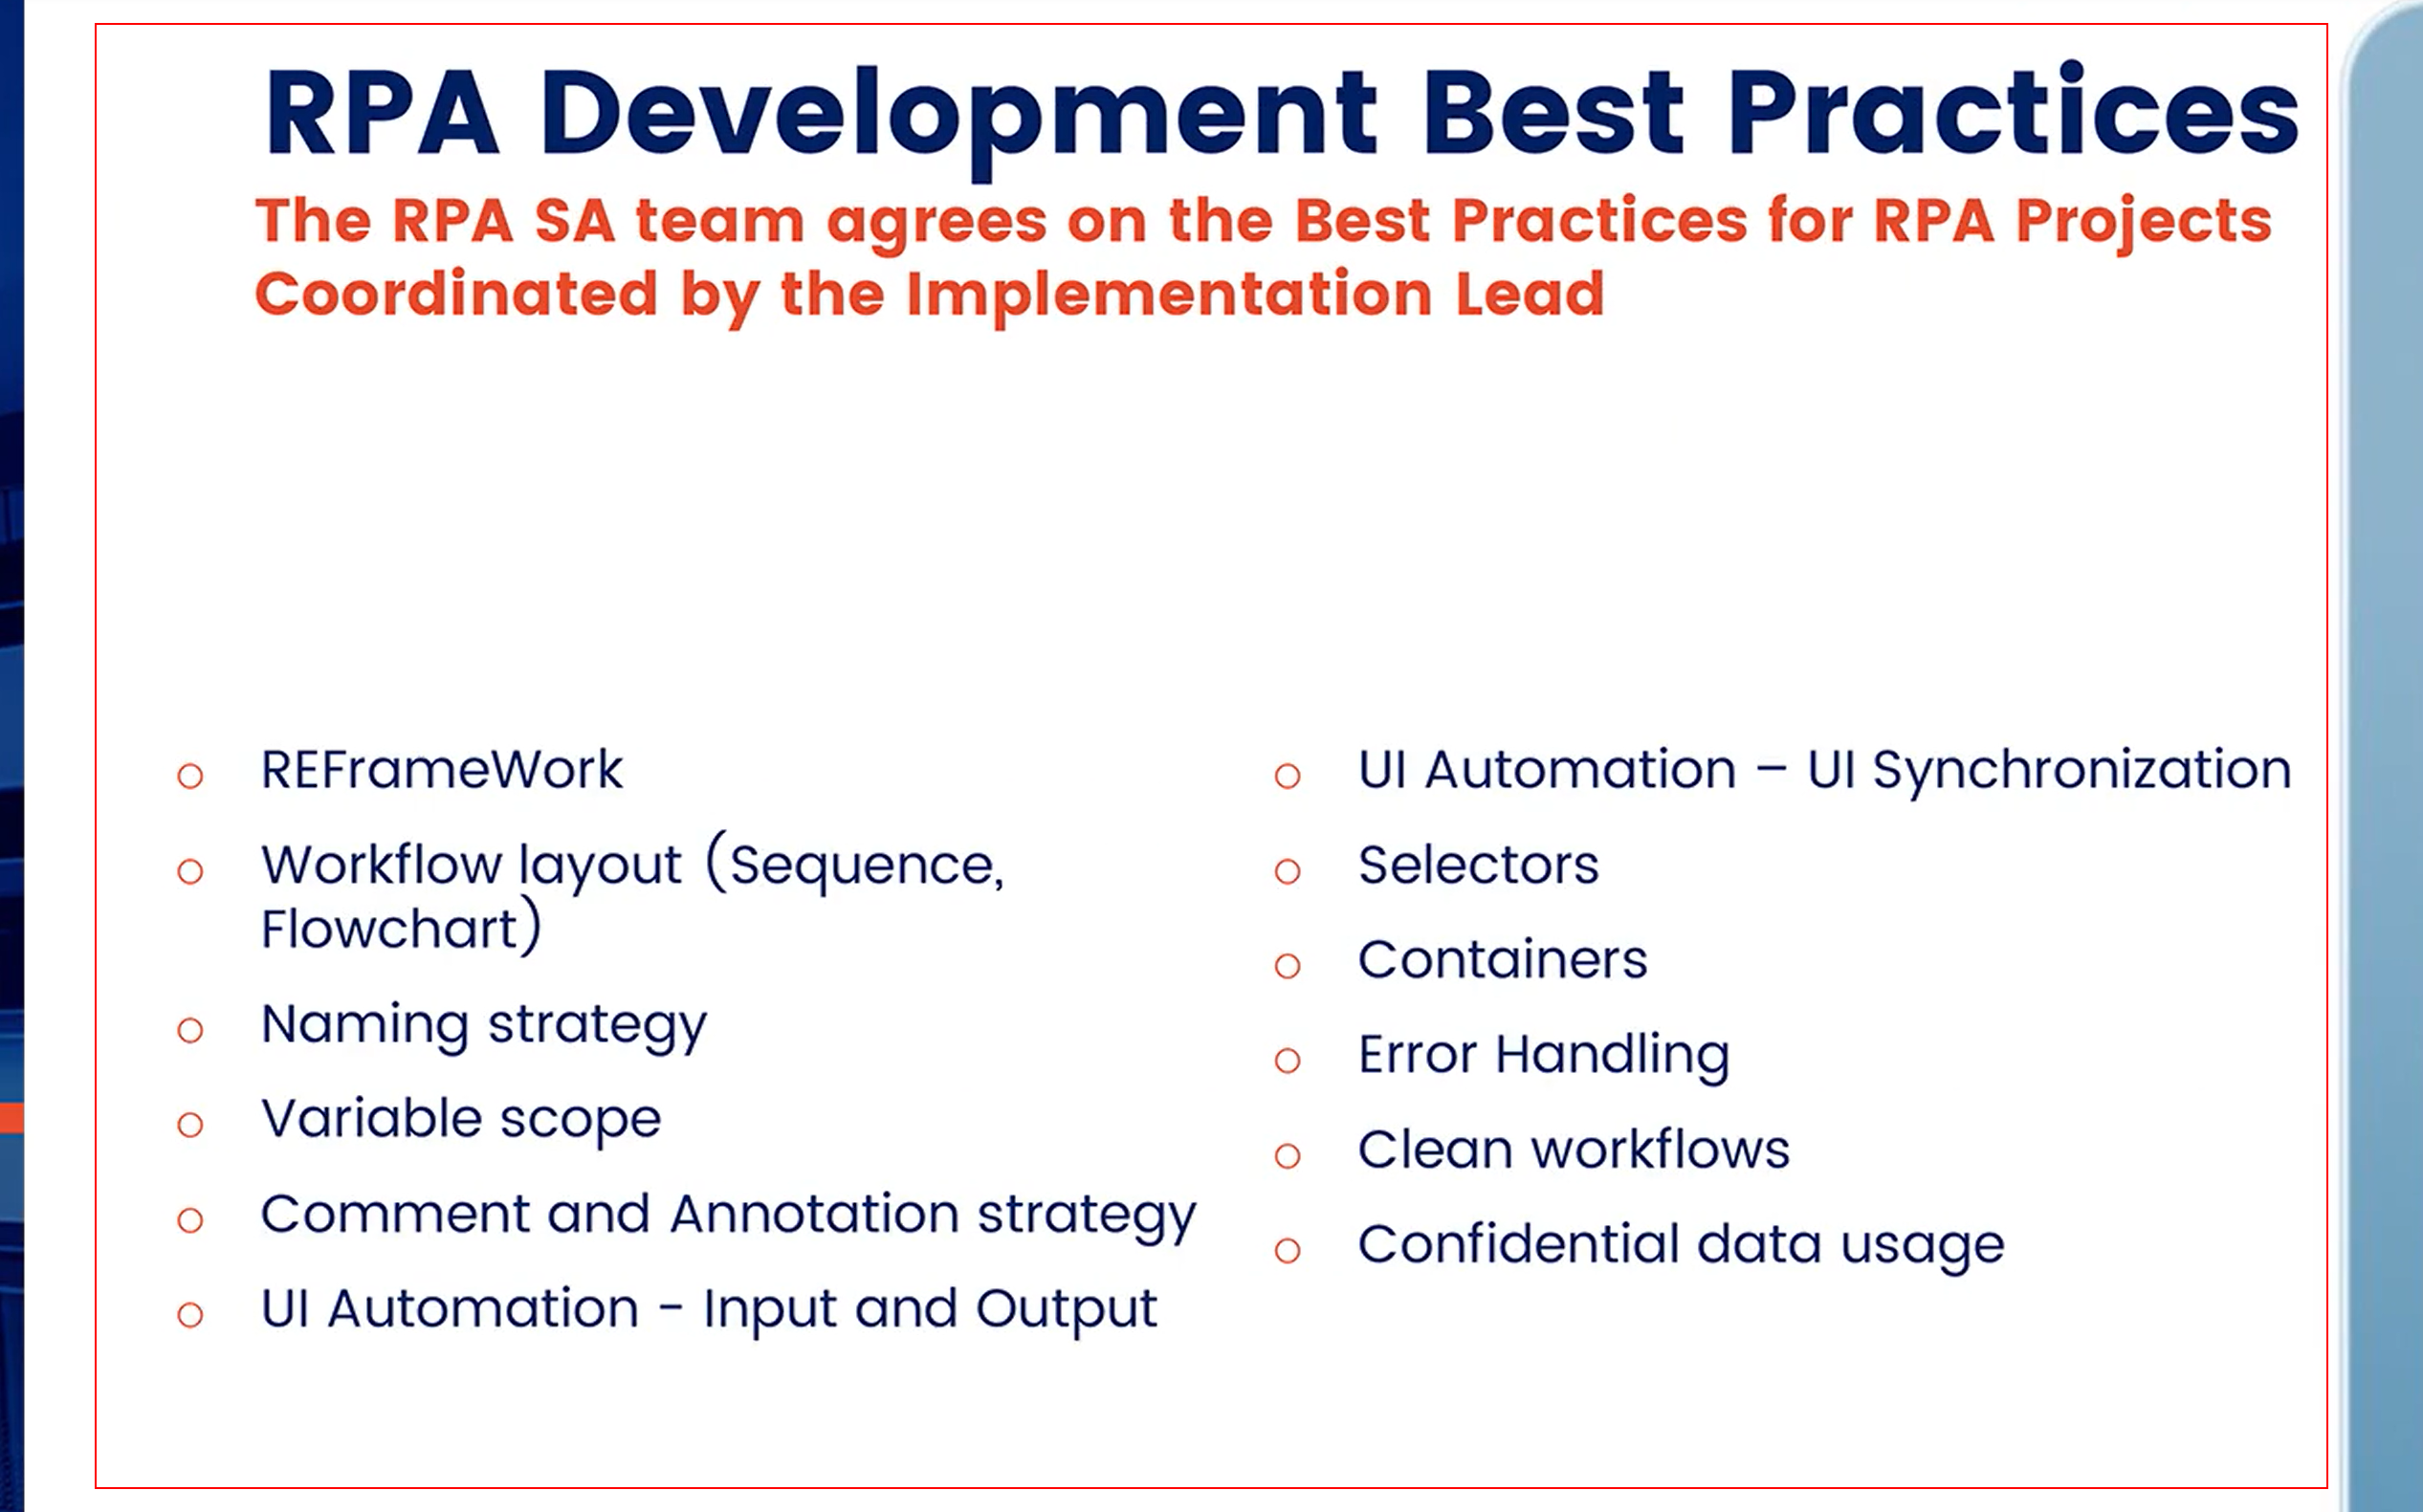 RPA Development Best Practices
The RPA SA team agrees on the Best Practices for RPA Projects
Coordinated by the Implementation Lead
REFrameWork
Workflow layout (Sequence,
Flowchart)
Naming strategy
Variable scope
Comment and Annotation strategy
UI Automation - Input and Output
UI Automation – UI Synchronization
Selectors
Containers
Error Handling
Clean workflows
Confidential data usage